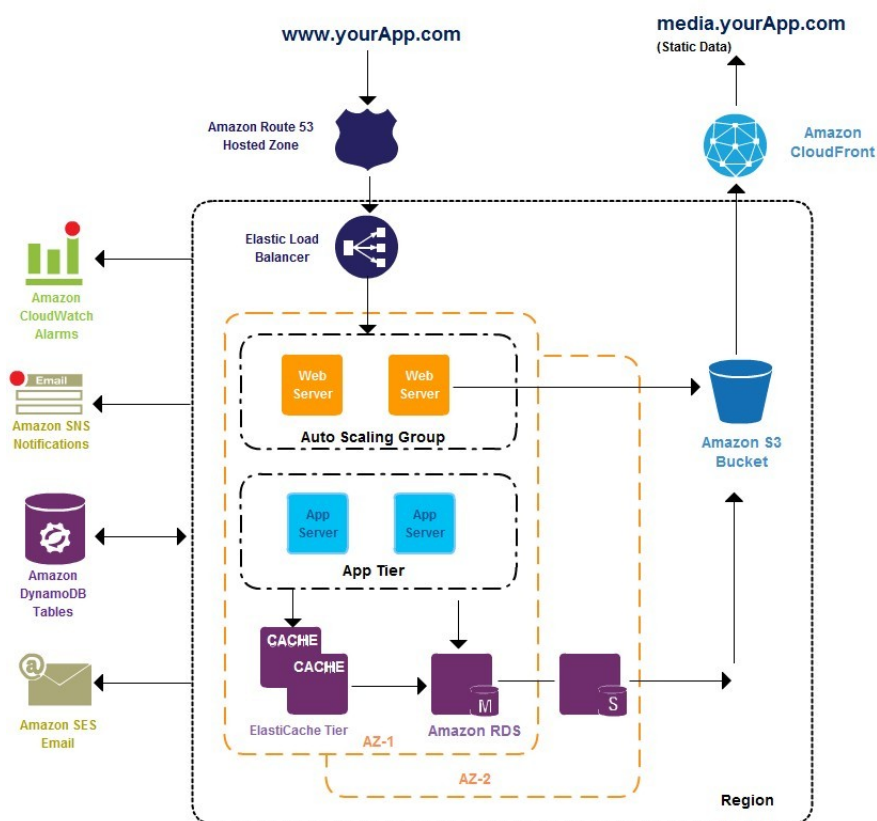 www.yourApp.com
media.yourApp.com
(Static Data)
Amazon Route 53
Hosted Zone
Amazon
CloudFront
Elastic Load
Balancer
Amazon
CloudWatch
Alarms
Web
Server
Web
Server
Auto Scaling Group
Email
Amazon SNS
Notifications
Amazon S3
Bucket
App
Server
App
Server
App Tier
Amazon
DynamoDB
Tables
CACHE
CACHE
M
S
@
Amazon SES
Email
ElastiCache Tier
Amazon RDS
AZ-1
AZ-2
Region